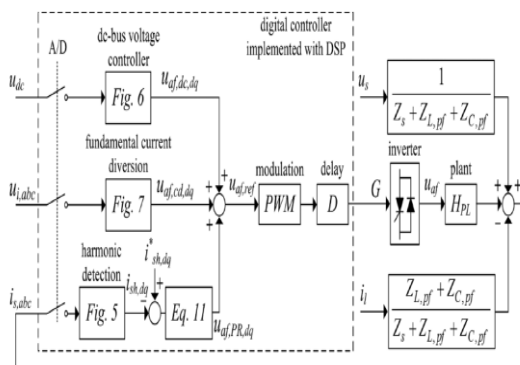 dc-bus voltage
controller
digital controller
implemented with DSP
A/D
u_dc
Fig. 6
u_af,dc,dq
u_s
1
Z_s + Z_L,pf + Z_C,pf
fundamental current
diversion
modulation
delay
inverter
plant
u_i,abc
Fig. 7
u_af,cd,dq
+
+
+
u_af,ref
PWM
D
G
u_af
H_PL
+
+
+
−
harmonic
detection
i*_sh,dq
+
i_s,abc
Fig. 5
i_sh,dq
−
Eq. 11
u_af,PR,dq
i_l
Z_L,pf + Z_C,pf
Z_s + Z_L,pf + Z_C,pf